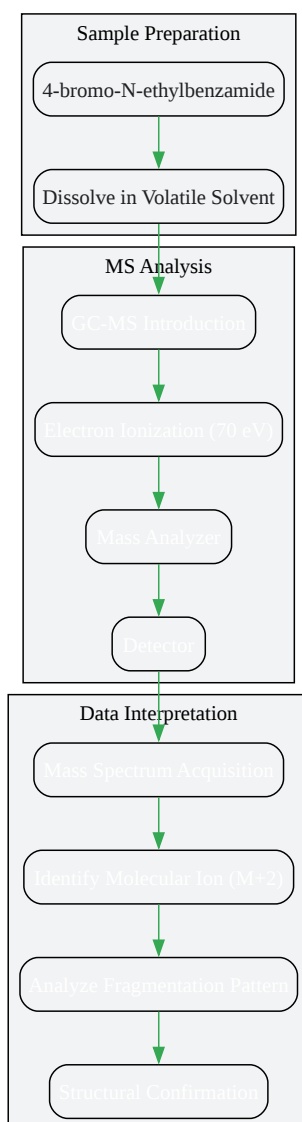 Sample Preparation
4-bromo-N-ethylbenzamide
Dissolve in Volatile Solvent
MS Analysis
GC-MS Introduction
Electron Ionization (70 eV)
Mass Analyzer
Detector
Data Interpretation
Mass Spectrum Acquisition
Identify Molecular Ion (M+2)
Analyze Fragmentation Pattern
Structural Confirmation